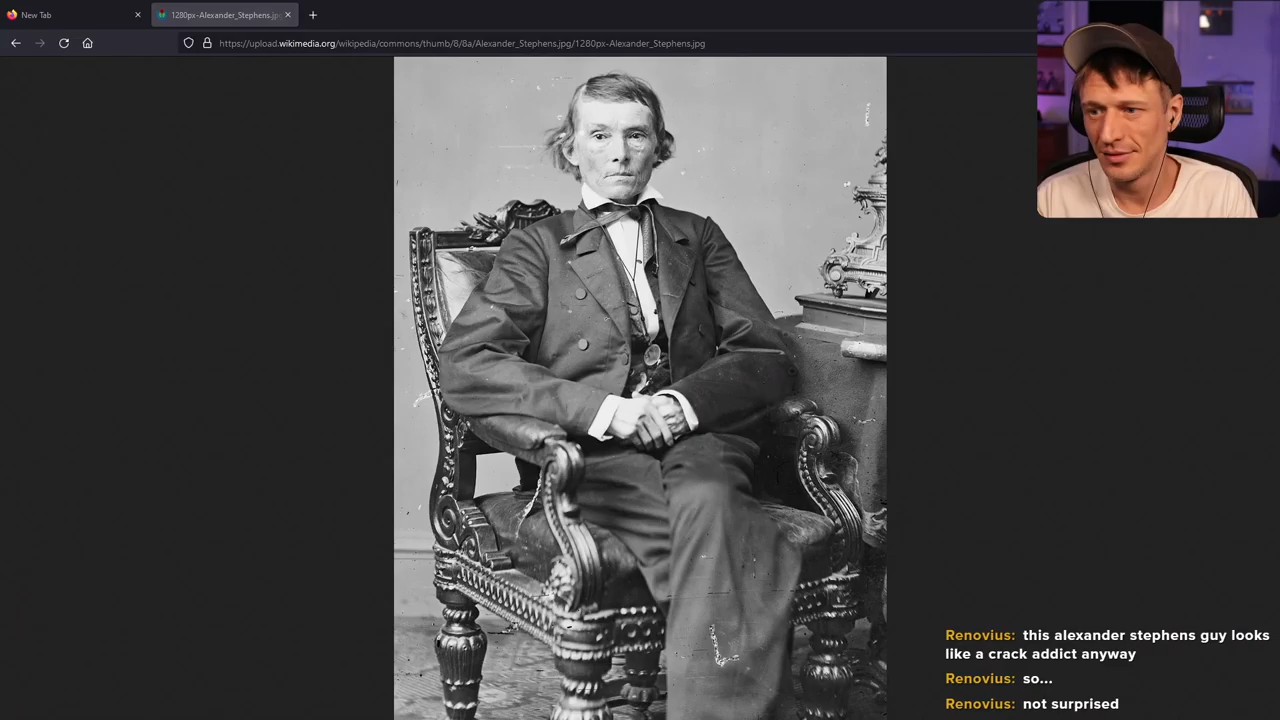 New Tab
1280px-Alexander_Stephens.jp
https://upload.wikimedia.org/wikipedia/commons/thumb/8/8a/Alexander_Stephens.jpg/1280px-Alexander_Stephens.jpg
Renovius: this alexander stephens guy looks
like a crack addict anyway
Renovius: so...
Renovius: not surprised